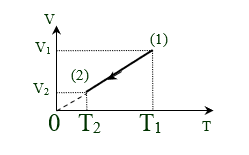 V
(1)
V₁
(2)
V₂
0 T₂ T₁ T